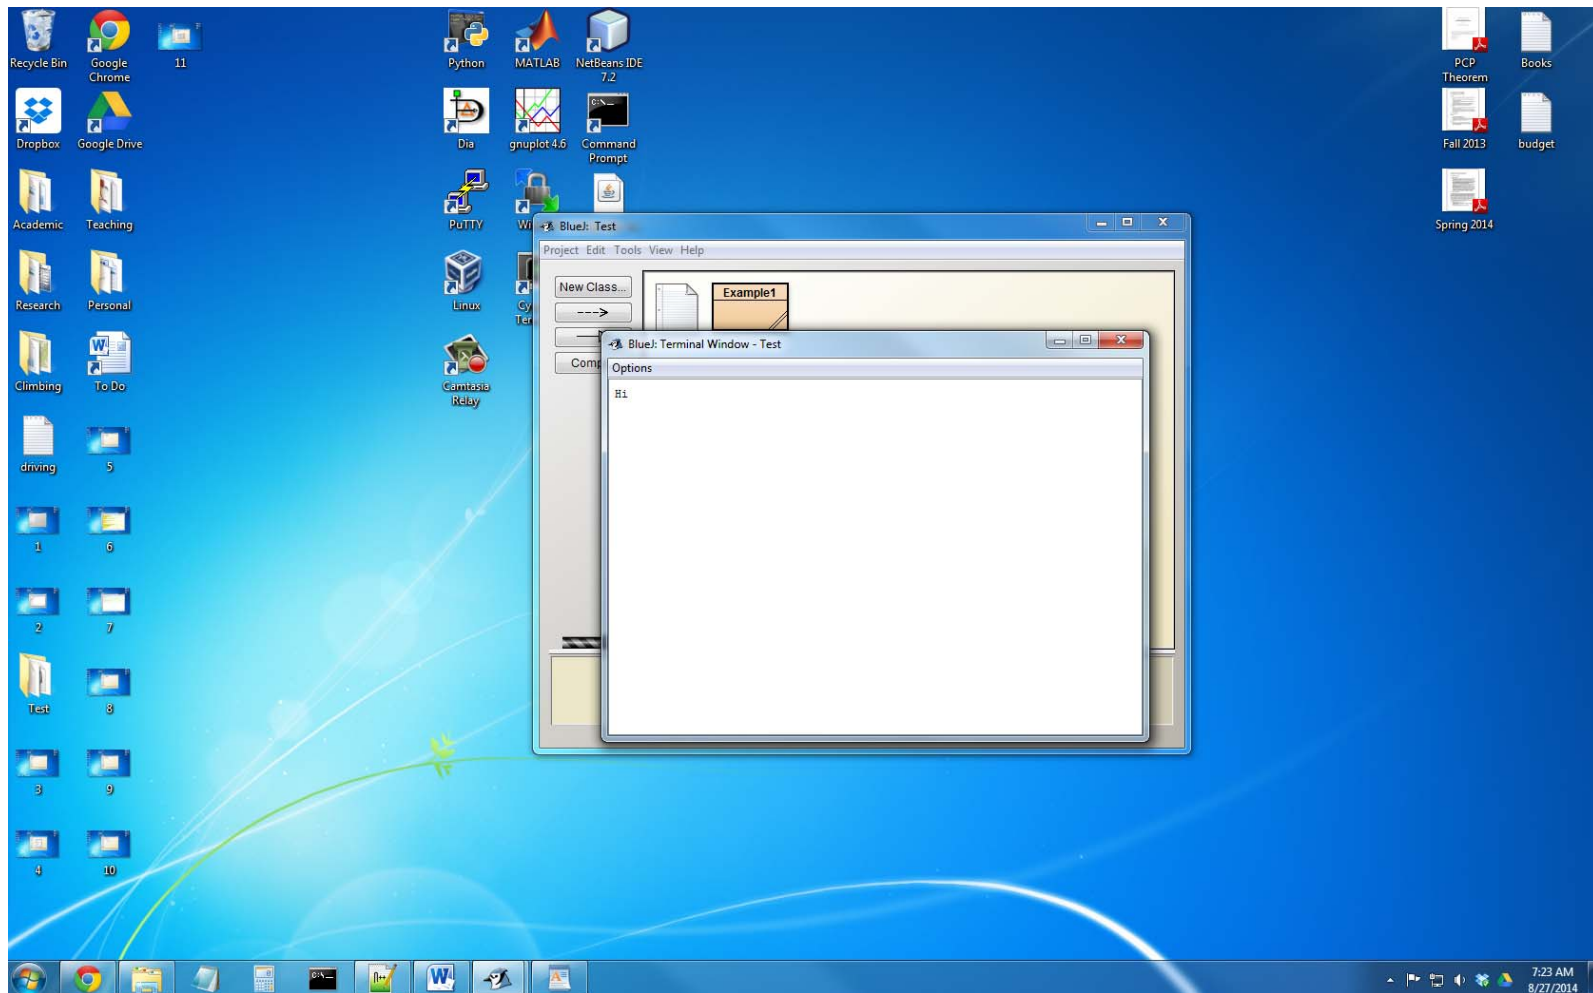 Recycle Bin
Google
Chrome
11
Python
MATLAB
NetBeans IDE
7.2
PCP
Theorem
Books
Dropbox
Google Drive
Dia
gnuplot 4.6
Command
Prompt
Fall 2013
budget
Academic
Teaching
PuTTY
Spring 2014
BlueJ: Test
Project Edit Tools View Help
New Class...
Example1
--->
Research
Personal
Linux
BlueJ: Terminal Window - Test
Options
Hi
Climbing
To Do
Camtasia
Relay
driving
5
1
6
2
7
Test
8
3
9
4
10
7:23 AM
8/27/2014